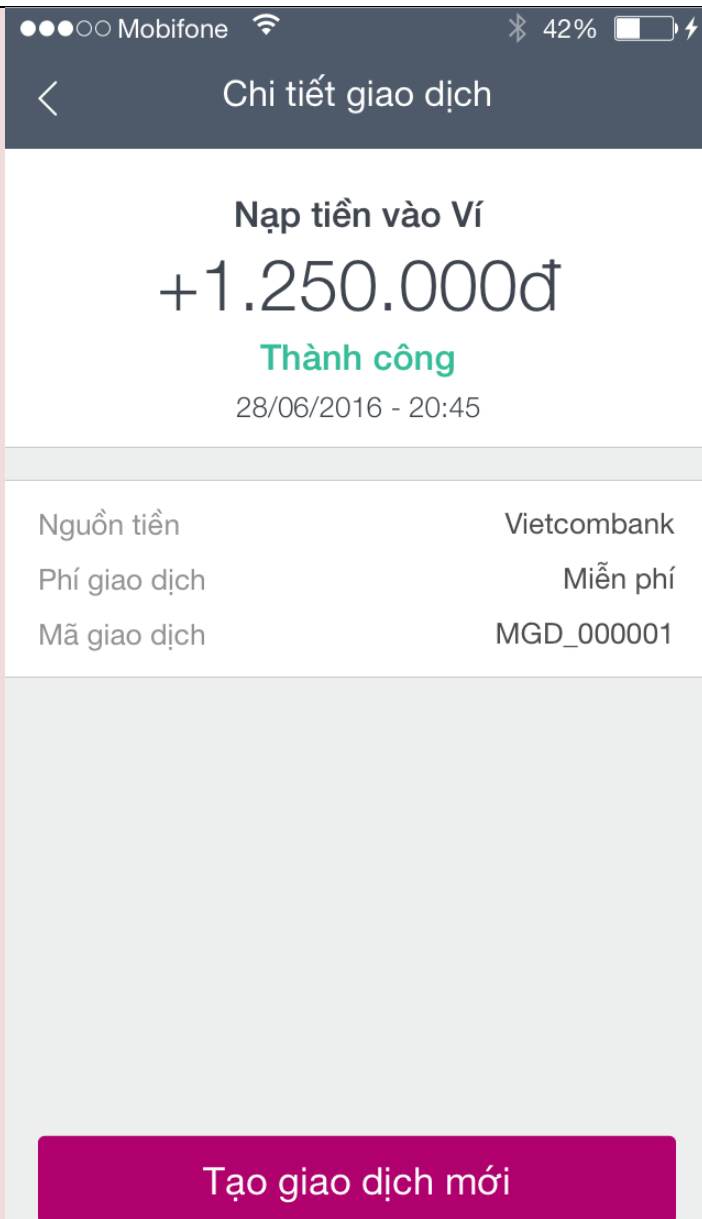 Mobifone 42%
Chi tiết giao dịch
Nạp tiền vào Ví
+1.250.000đ
Thành công
28/06/2016 - 20:45
Nguồn tiền Vietcombank
Phí giao dịch Miễn phí
Mã giao dịch MGD_000001
Tạo giao dịch mới